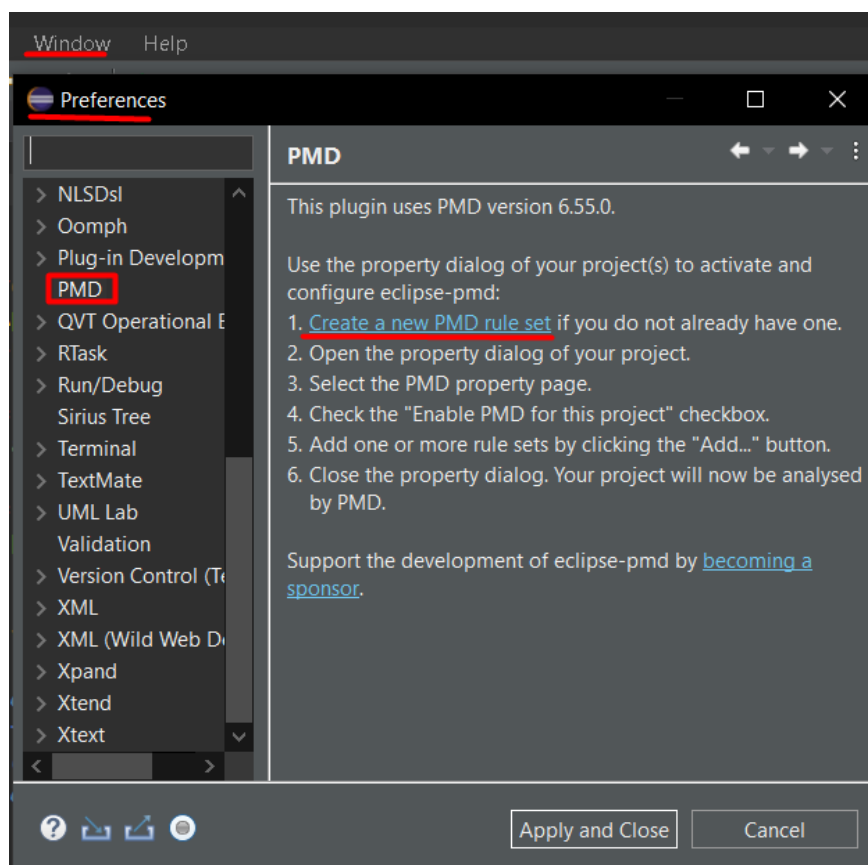 Window Help
Preferences
PMD
NLSDsl
Oomph
Plug-in Developm
PMD
QVT Operational E
RTask
Run/Debug
Sirius Tree
Terminal
TextMate
UML Lab
Validation
Version Control (Te
XML
XML (Wild Web De
Xpand
Xtend
Xtext
This plugin uses PMD version 6.55.0.
Use the property dialog of your project(s) to activate and
configure eclipse-pmd:
1. Create a new PMD rule set if you do not already have one.
2. Open the property dialog of your project.
3. Select the PMD property page.
4. Check the "Enable PMD for this project" checkbox.
5. Add one or more rule sets by clicking the "Add..." button.
6. Close the property dialog. Your project will now be analysed
by PMD.
Support the development of eclipse-pmd by becoming a
sponsor.
Apply and Close Cancel